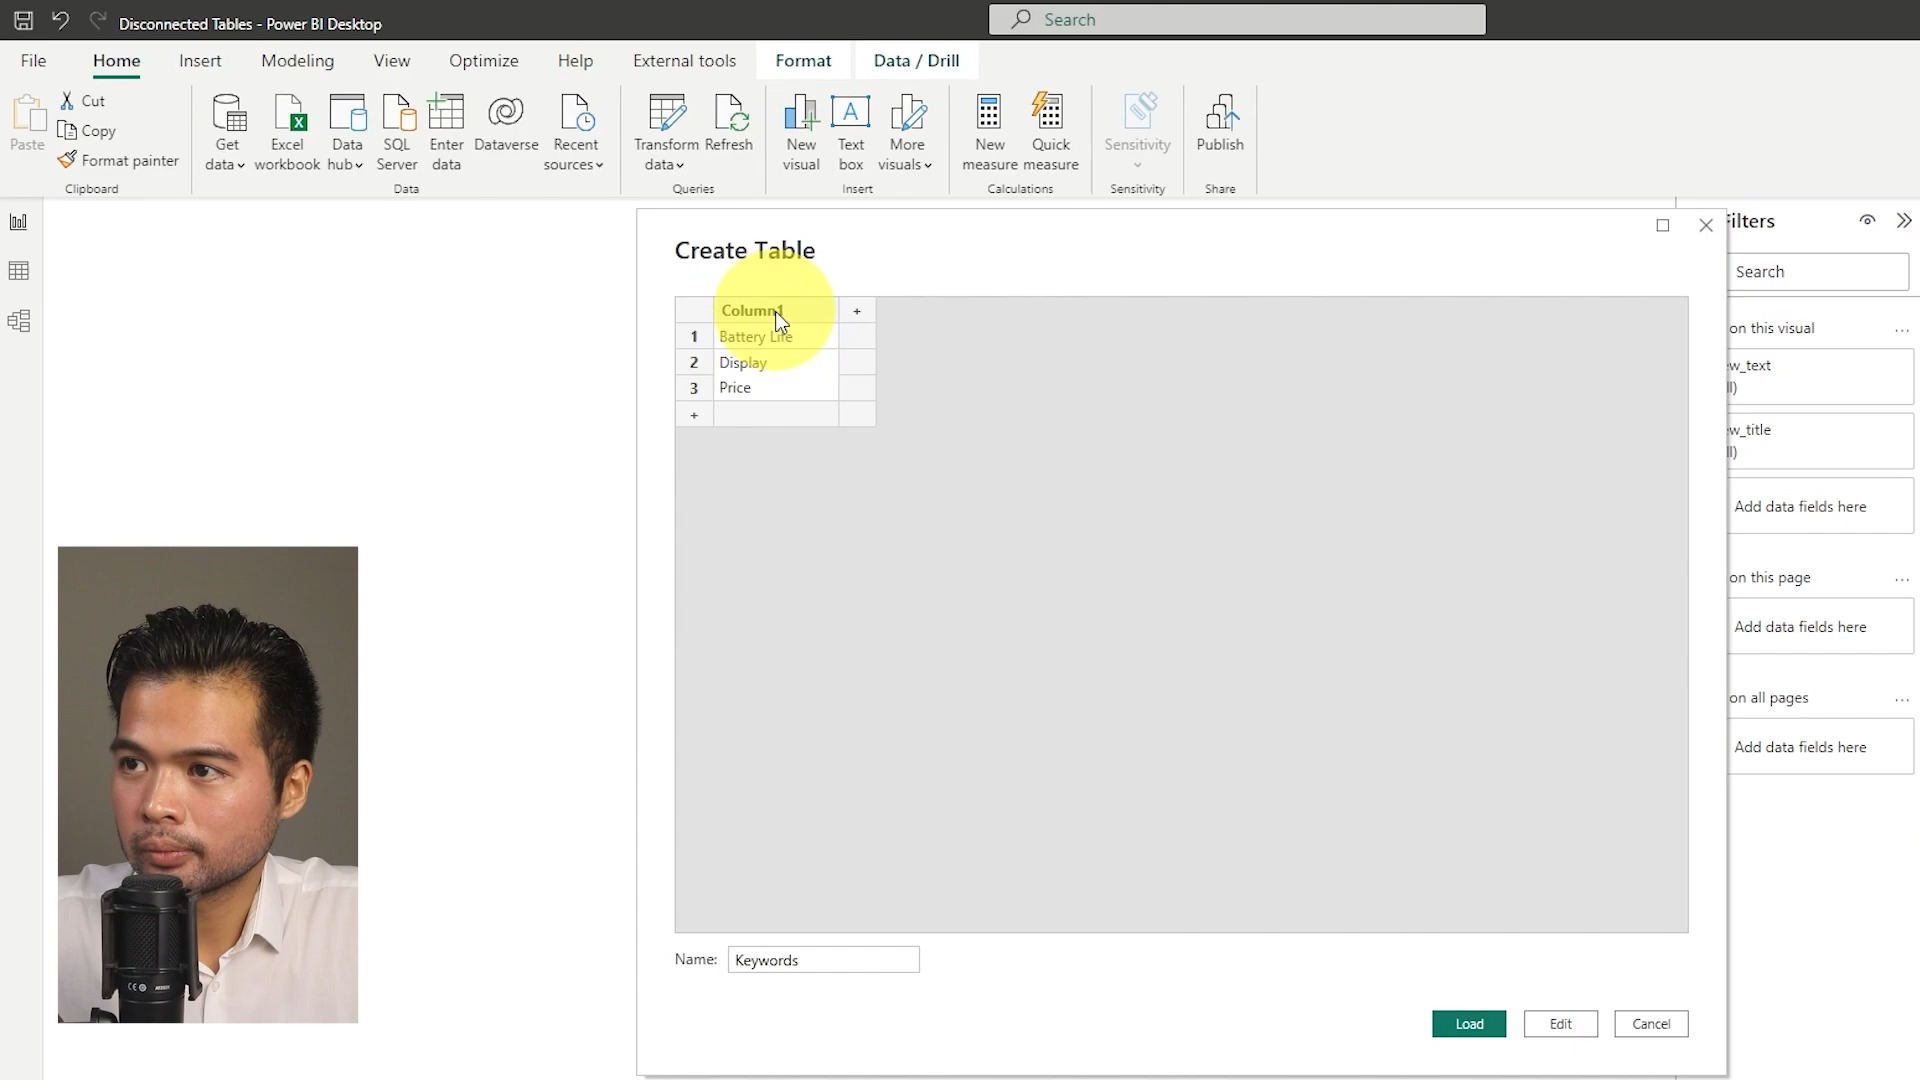 Disconnected Tables - Power BI Desktop
Search
File
Home
Insert
Modeling
View
Optimize
Help
External tools
Format
Data / Drill
Paste
Cut
Copy
Format painter
Clipboard
Get data
Excel workbook
Data hub
SQL Server
Enter data
Dataverse
Recent sources
Data
Transform data
Refresh
Queries
New visual
Text box
More visuals
Insert
New measure
Quick measure
Calculations
Sensitivity
Sensitivity
Publish
Share
Create Table
Column1
+
1 Battery Life
2 Display
3 Price
+
Name: Keywords
Load
Edit
Cancel
Filters
Search
on this visual
...
w_text
ll)
w_title
ll)
Add data fields here
on this page
...
Add data fields here
on all pages
...
Add data fields here